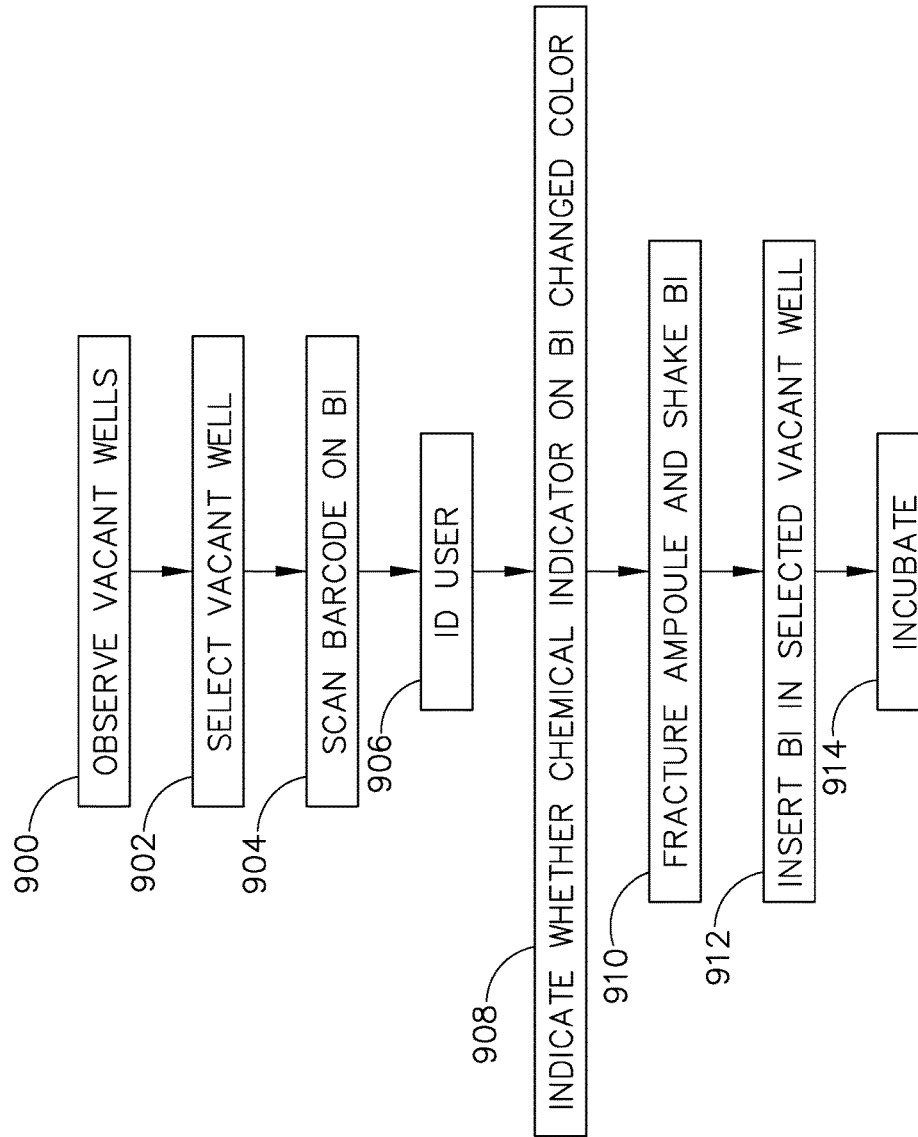 900
OBSERVE VACANT WELLS
902
SELECT VACANT WELL
904
SCAN BARCODE ON BI
906
ID USER
908
INDICATE WHETHER CHEMICAL INDICATOR ON BI CHANGED COLOR
910
FRACTURE AMPOULE AND SHAKE BI
912
INSERT BI IN SELECTED VACANT WELL
914
INCUBATE